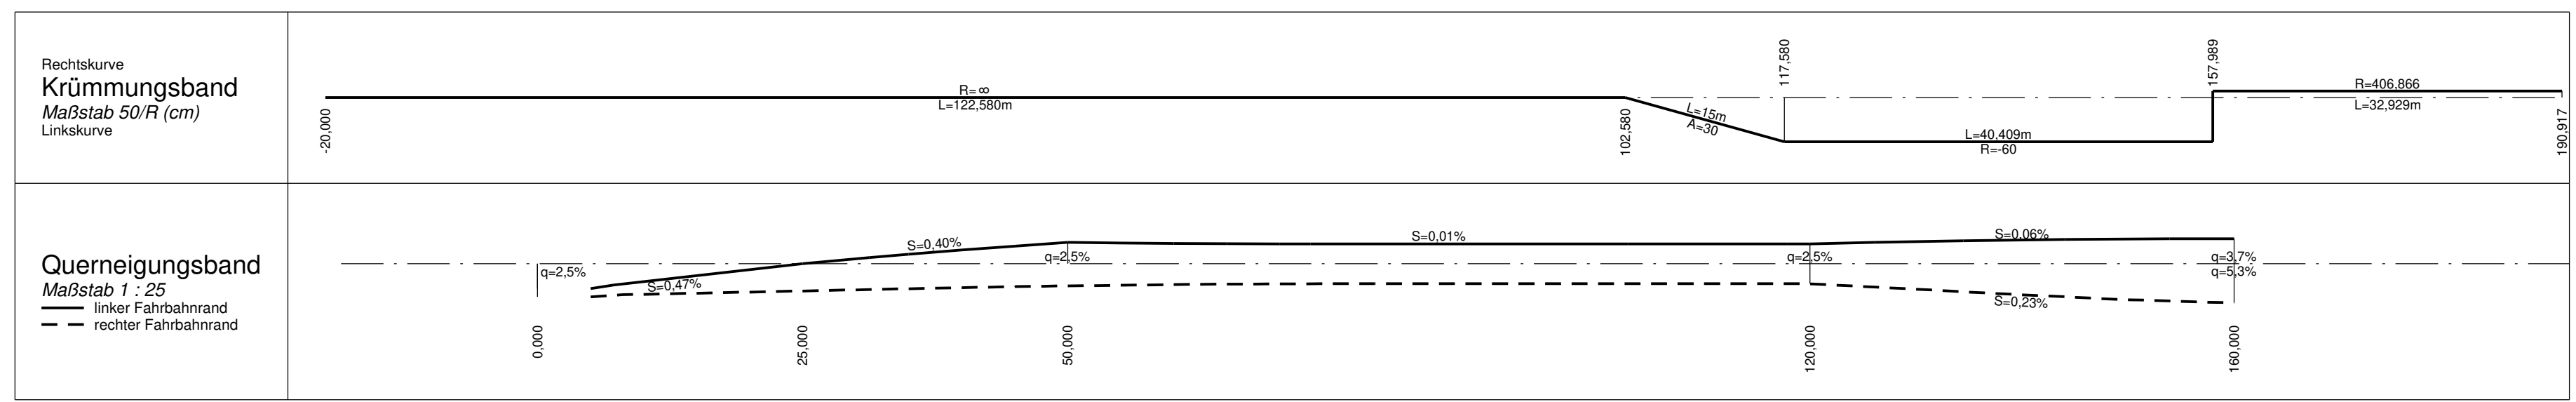 Rechtskurve
Krümmungsband
Maßstab 50/R (cm)
Linkskurve
-20,000
R=∞
L=122,580m
102,580
L=15m
A=30
117,580
L=40,409m
R=-60
157,989
R=406,866
L=32,929m
190,917
Querneigungsband
Maßstab 1 : 25
linker Fahrbahnrand
rechter Fahrbahnrand
q=2,5%
S=0,47%
S=0,40%
q=2,5%
S=0,01%
q=2,5%
S=0,06%
S=0,23%
q=3,7%
q=5,3%
0,000
25,000
50,000
120,000
160,000